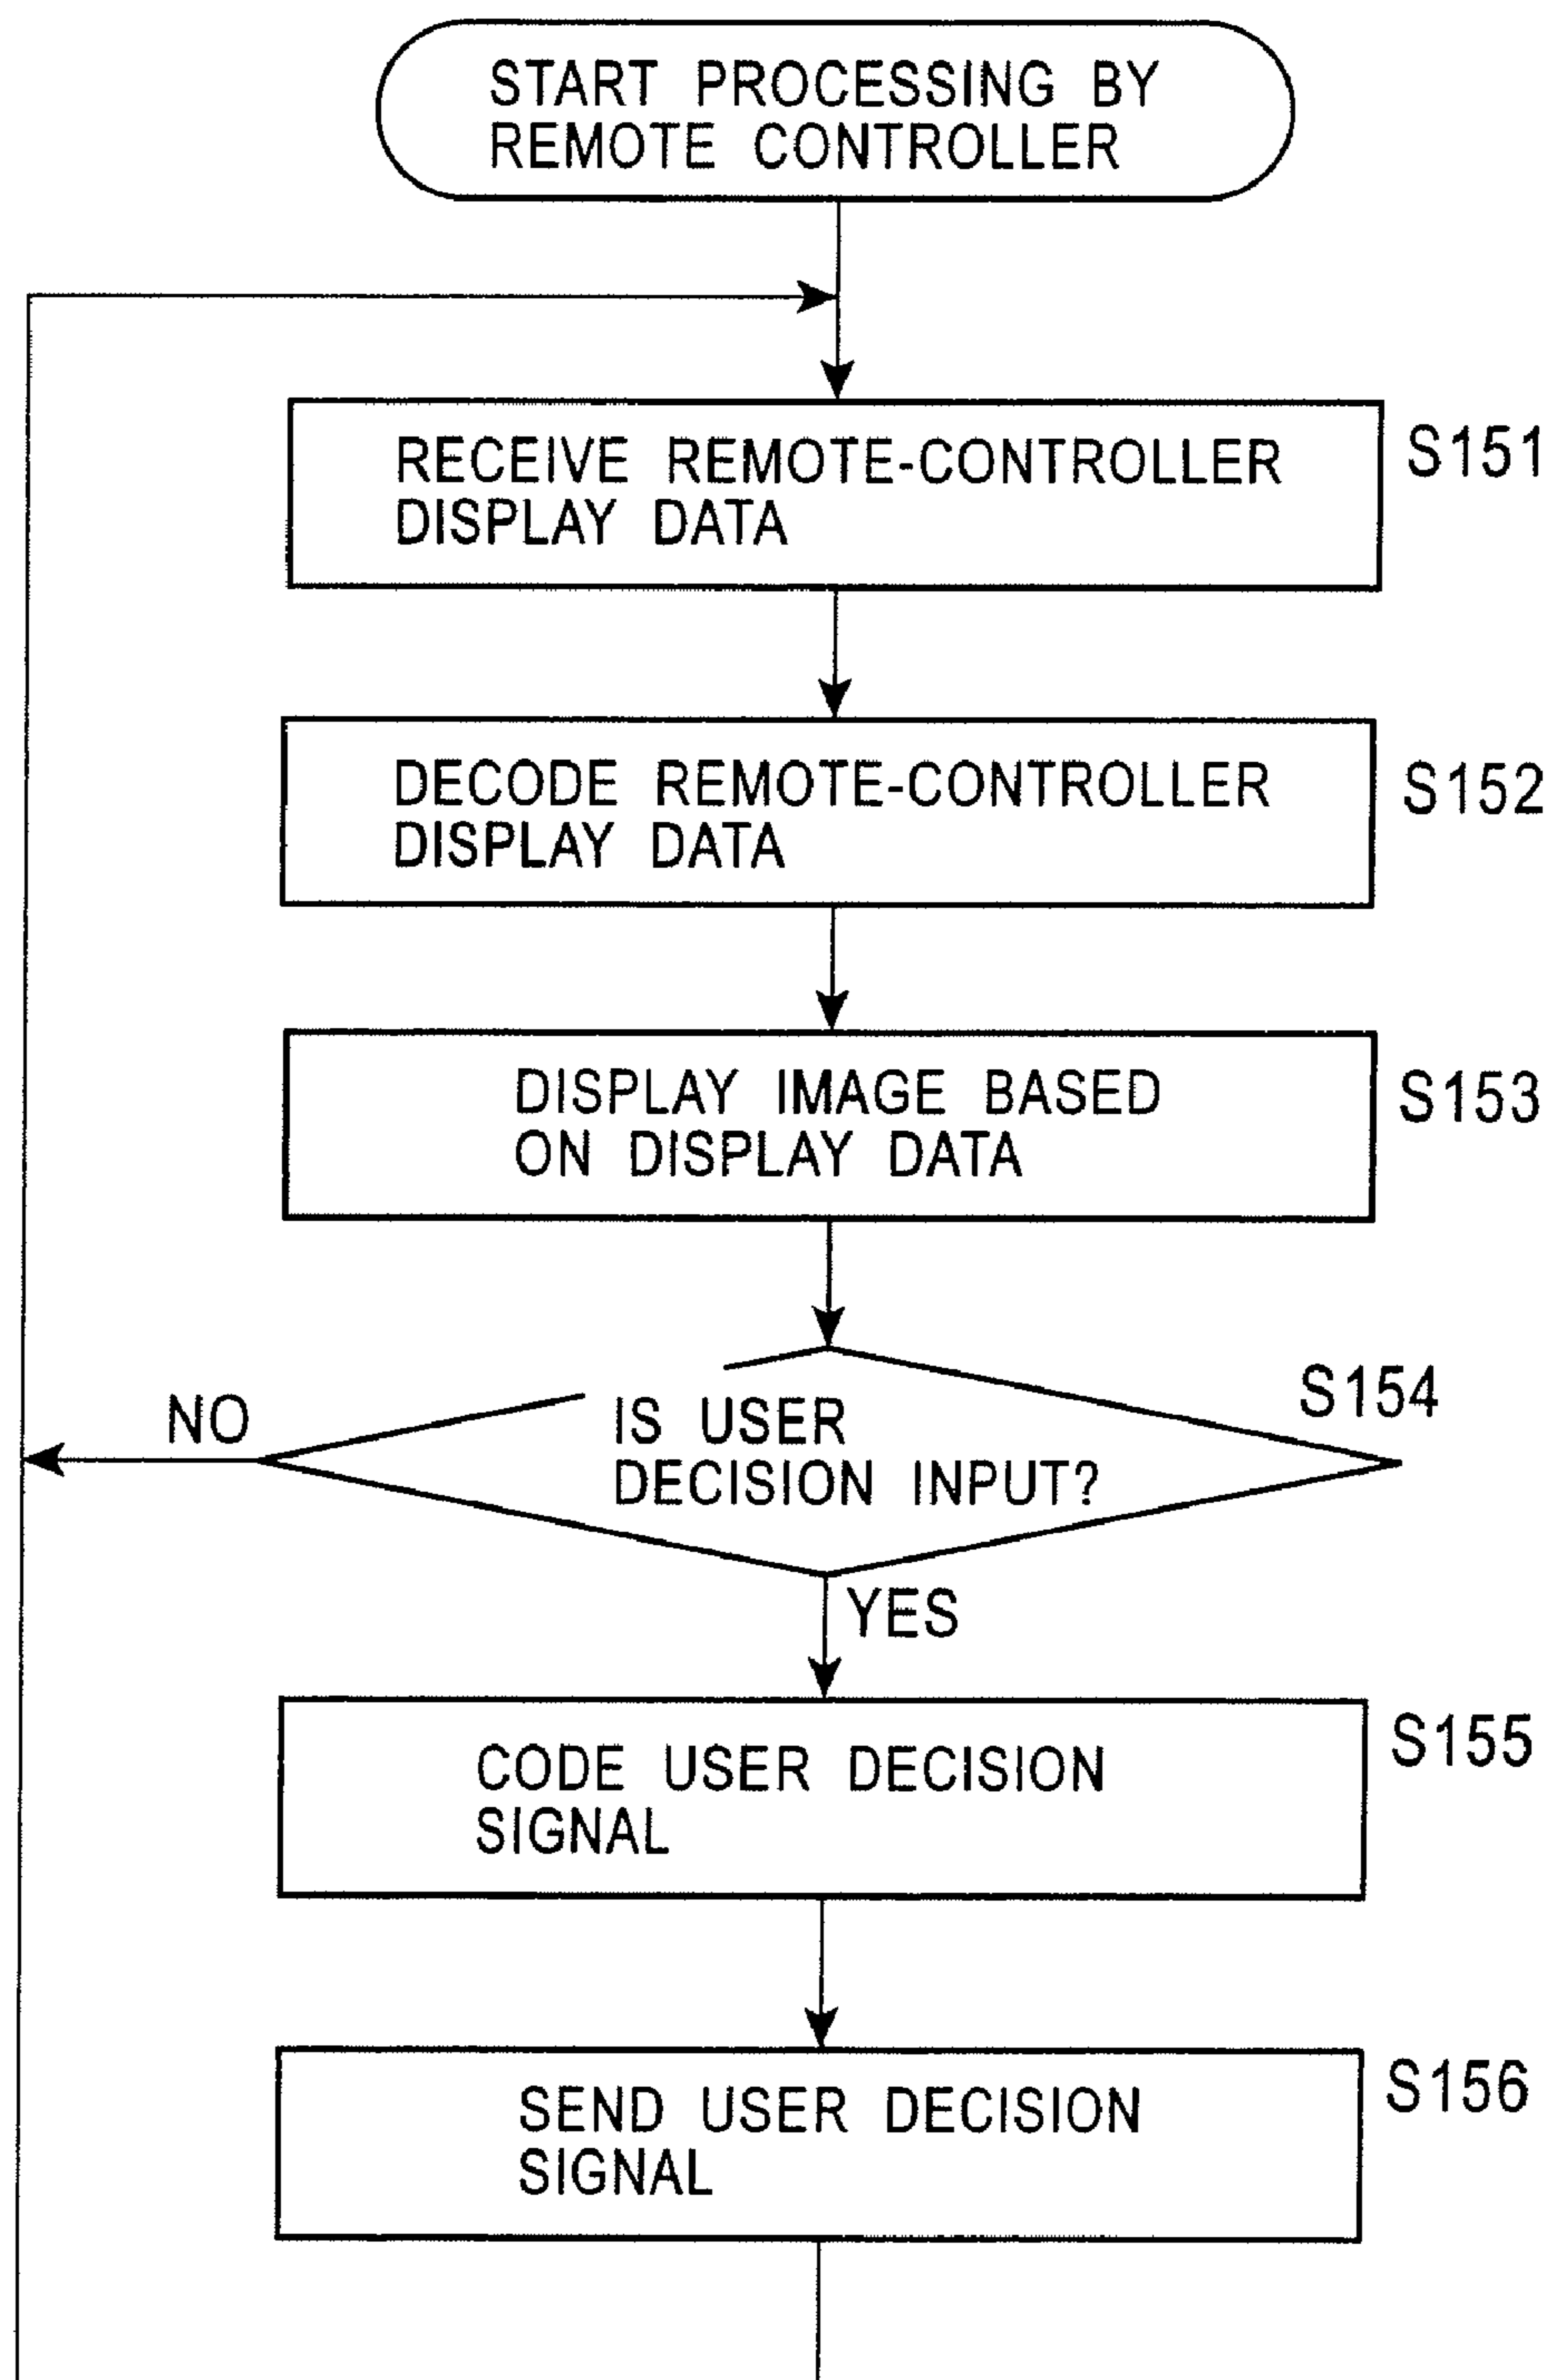 START PROCESSING BY
REMOTE CONTROLLER
RECEIVE REMOTE-CONTROLLER
DISPLAY DATA
S151
DECODE REMOTE-CONTROLLER
DISPLAY DATA
S152
DISPLAY IMAGE BASED
ON DISPLAY DATA
S153
NO
IS USER
DECISION INPUT?
S154
YES
CODE USER DECISION
SIGNAL
S155
SEND USER DECISION
SIGNAL
S156